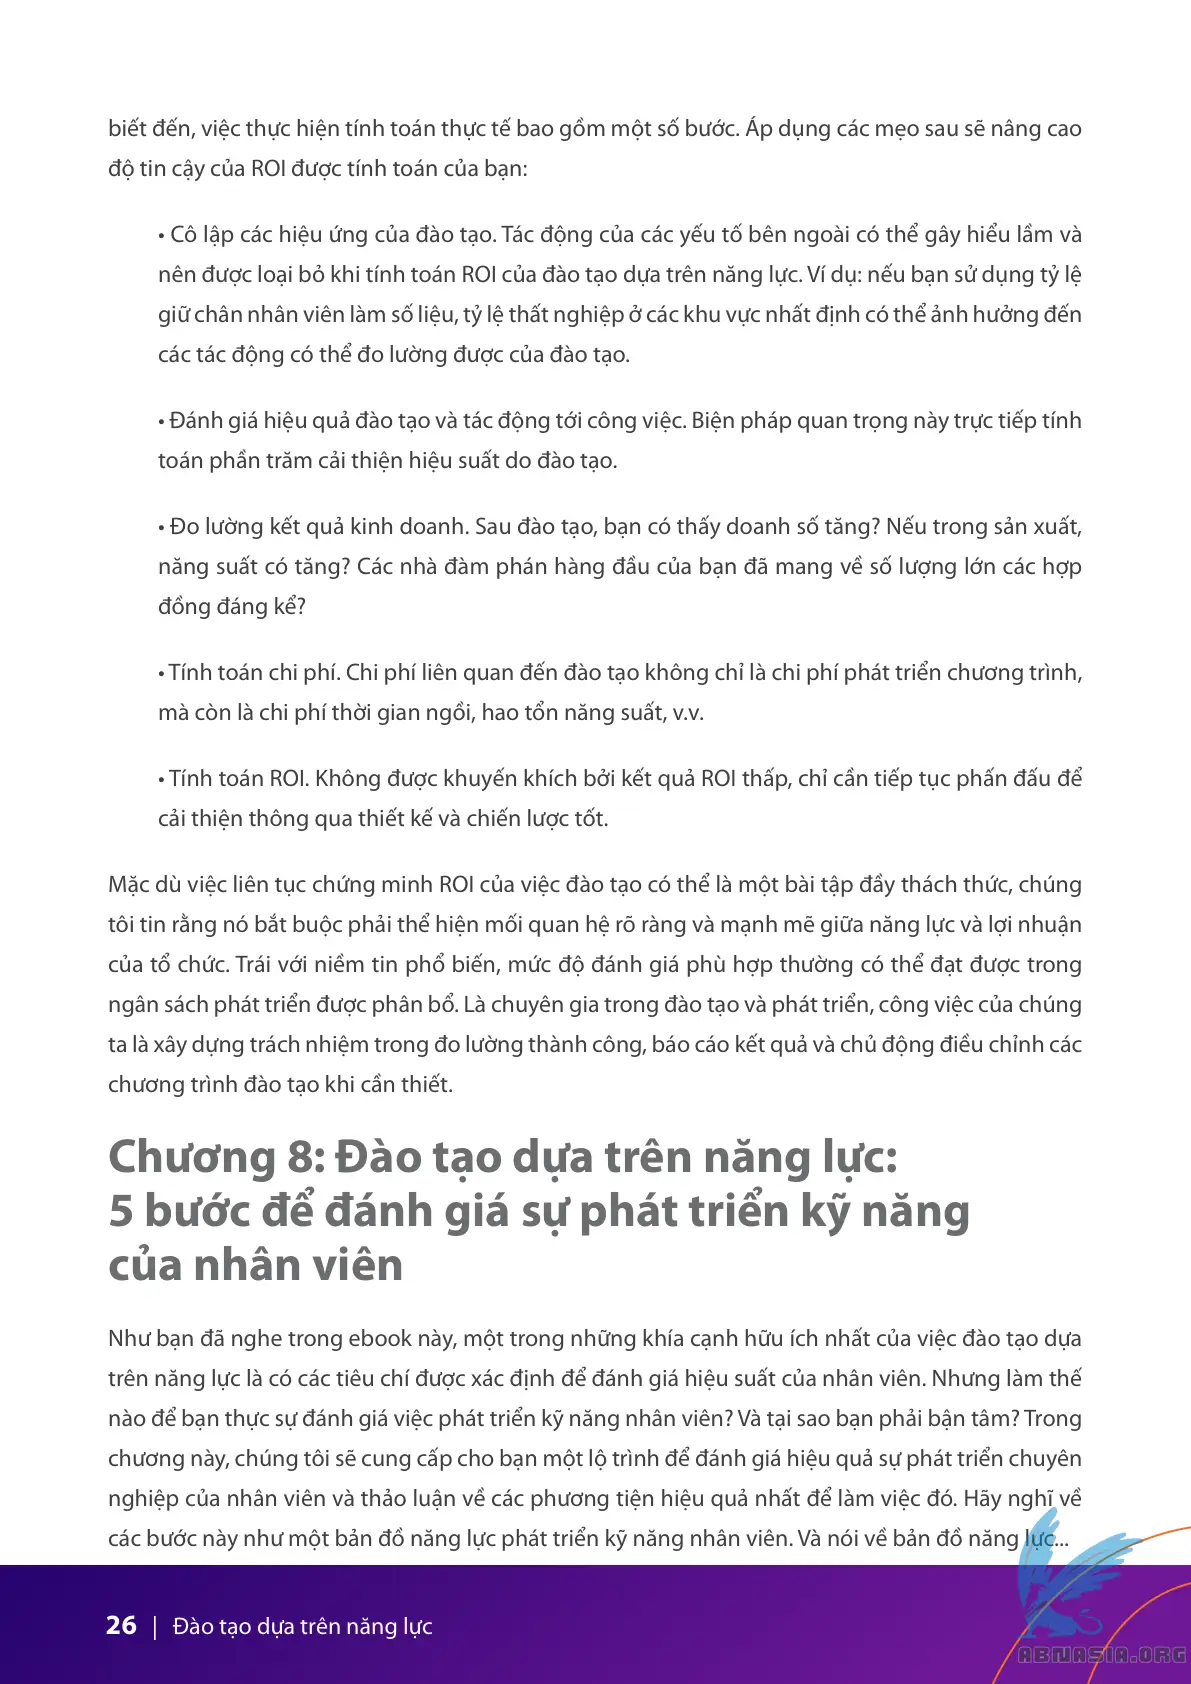 biết đến, việc thực hiện tính toán thực tế bao gồm một số bước. Áp dụng các mẹo sau sẽ nâng cao
độ tin cậy của ROI được tính toán của bạn:
• Cô lập các hiệu ứng của đào tạo. Tác động của các yếu tố bên ngoài có thể gây hiểu lầm và
nên được loại bỏ khi tính toán ROI của đào tạo dựa trên năng lực. Ví dụ: nếu bạn sử dụng tỷ lệ
giữ chân nhân viên làm số liệu, tỷ lệ thất nghiệp ở các khu vực nhất định có thể ảnh hưởng đến
các tác động có thể đo lường được của đào tạo.
• Đánh giá hiệu quả đào tạo và tác động tới công việc. Biện pháp quan trọng này trực tiếp tính
toán phần trăm cải thiện hiệu suất do đào tạo.
• Đo lường kết quả kinh doanh. Sau đào tạo, bạn có thấy doanh số tăng? Nếu trong sản xuất,
năng suất có tăng? Các nhà đàm phán hàng đầu của bạn đã mang về số lượng lớn các hợp
đồng đáng kể?
• Tính toán chi phí. Chi phí liên quan đến đào tạo không chỉ là chi phí phát triển chương trình,
mà còn là chi phí thời gian ngồi, hao tổn năng suất, v.v.
• Tính toán ROI. Không được khuyến khích bởi kết quả ROI thấp, chỉ cần tiếp tục phấn đấu để
cải thiện thông qua thiết kế và chiến lược tốt.
Mặc dù việc liên tục chứng minh ROI của việc đào tạo có thể là một bài tập đầy thách thức, chúng
tôi tin rằng nó bắt buộc phải thể hiện mối quan hệ rõ ràng và mạnh mẽ giữa năng lực và lợi nhuận
của tổ chức. Trái với niềm tin phổ biến, mức độ đánh giá phù hợp thường có thể đạt được trong
ngân sách phát triển được phân bổ. Là chuyên gia trong đào tạo và phát triển, công việc của chúng
ta là xây dựng trách nhiệm trong đo lường thành công, báo cáo kết quả và chủ động điều chỉnh các
chương trình đào tạo khi cần thiết.
Chương 8: Đào tạo dựa trên năng lực:
5 bước để đánh giá sự phát triển kỹ năng
của nhân viên
Như bạn đã nghe trong ebook này, một trong những khía cạnh hữu ích nhất của việc đào tạo dựa
trên năng lực là có các tiêu chí được xác định để đánh giá hiệu suất của nhân viên. Nhưng làm thế
nào để bạn thực sự đánh giá việc phát triển kỹ năng nhân viên? Và tại sao bạn phải bận tâm? Trong
chương này, chúng tôi sẽ cung cấp cho bạn một lộ trình để đánh giá hiệu quả sự phát triển chuyên
nghiệp của nhân viên và thảo luận về các phương tiện hiệu quả nhất để làm việc đó. Hãy nghĩ về
các bước này như một bản đồ năng lực phát triển kỹ năng nhân viên. Và nói về bản đồ năng lực...
26 | Đào tạo dựa trên năng lực
ABNASIA.ORG